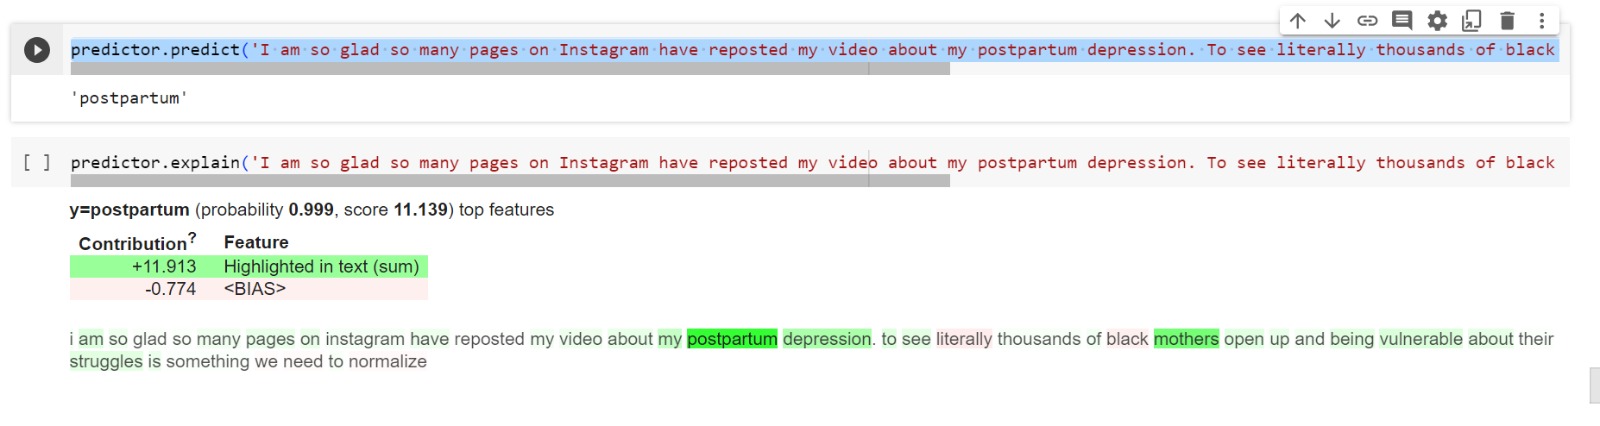 predictor.predict('I am so glad so many pages on Instagram have reposted my video about my postpartum depression. To see literally thousands of black
'postpartum'
[ ] predictor.explain('I am so glad so many pages on Instagram have reposted my video about my postpartum depression. To see literally thousands of black
y=postpartum (probability 0.999, score 11.139) top features
Contribution? Feature
+11.913 Highlighted in text (sum)
-0.774 <BIAS>
i am so glad so many pages on instagram have reposted my video about my postpartum depression. to see literally thousands of black mothers open up and being vulnerable about their
struggles is something we need to normalize